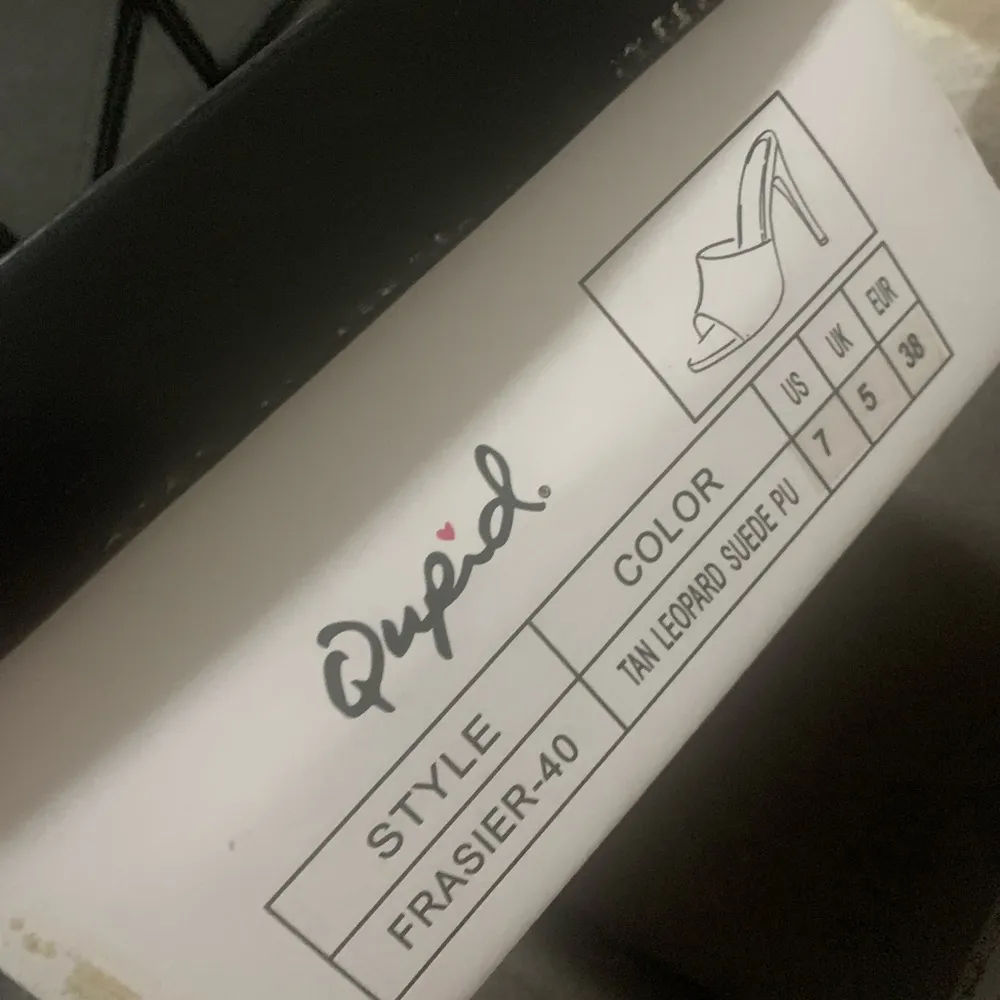 Qupid.®
STYLE COLOR US UK EUR
FRASIER-40 TAN LEOPARD SUEDE PU 7 5 38